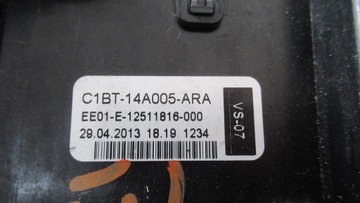 C1BT-14A005-ARA
EE01-E-12511816-000
29.04.2013 18.19 1234
VS-07